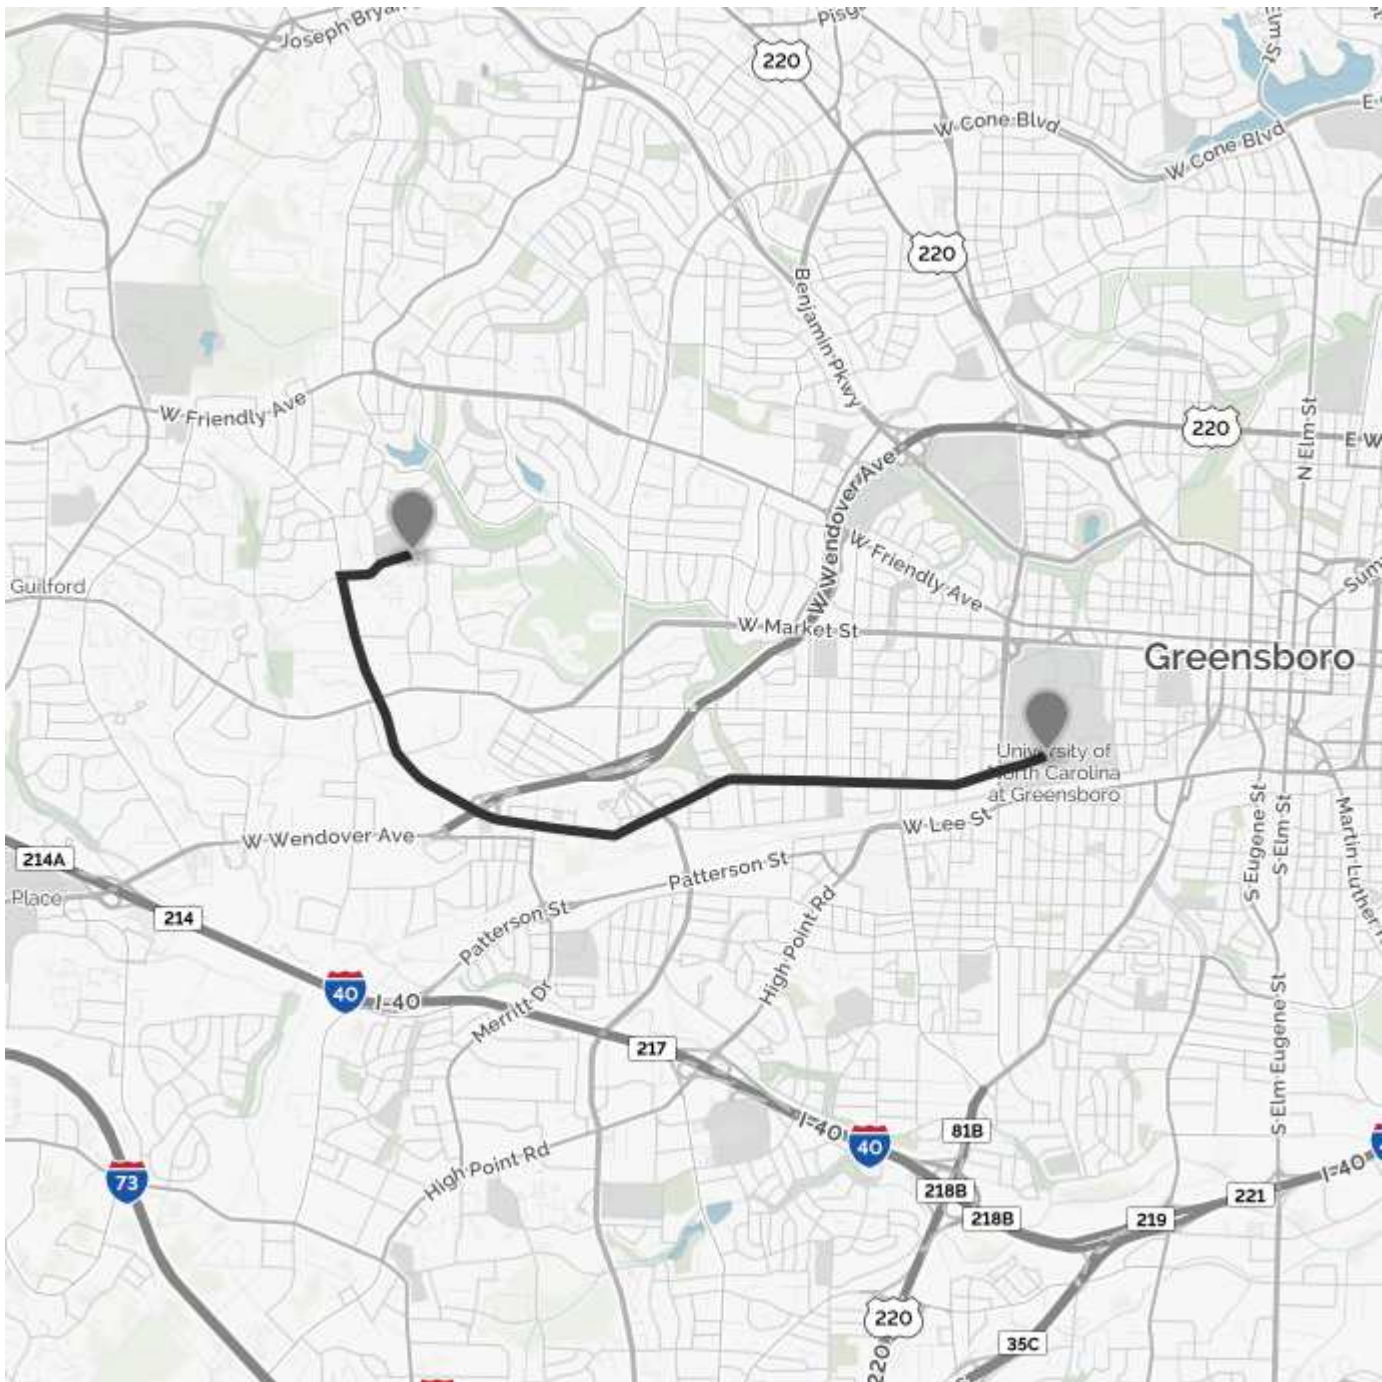 Joseph Bryan
Pisg
220
Elm St
W Cone Blvd
E
W Cone Blvd
220
Benjamin Pkwy
W Friendly Ave
220
N Elm St
E W
W Wendover Ave
W Friendly Ave
Guilford
Sum
W Market St
Greensboro
University of
North Carolina
at Greensboro
W Lee St
S Eugene St
S Elm St
Martin Luther
W Wendover Ave
214A
Patterson St
Place
214
Patterson St
High Point Rd
40
I-40
Merritt Dr
S Elm Eugene St
217
I-40
40
81B
High Point Rd
73
218B
221
I-40
218B
219
220
35C
220